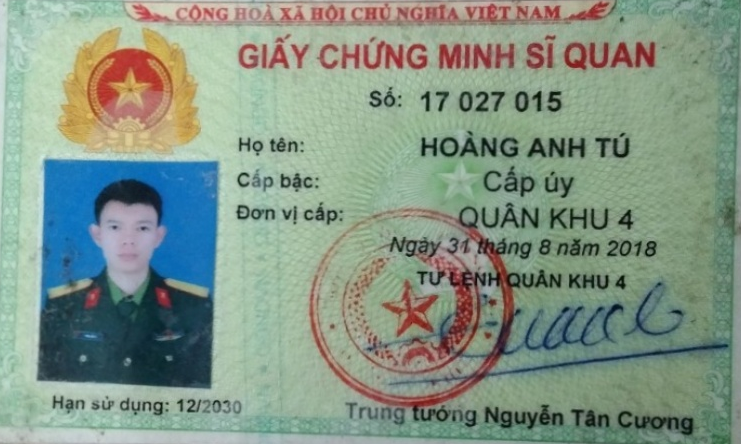 CỘNG HOÀ XÃ HỘI CHỦ NGHĨA VIỆT NAM
GIẤY CHỨNG MINH SĨ QUAN
Số: 17 027 015
Họ tên: HOÀNG ANH TÚ
Cấp bậc: Cấp úy
Đơn vị cấp: QUÂN KHU 4
Ngày 31 tháng 8 năm 2018
TƯ LỆNH QUÂN KHU 4
Hạn sử dụng: 12/2030
Trung tướng Nguyễn Tân Cương